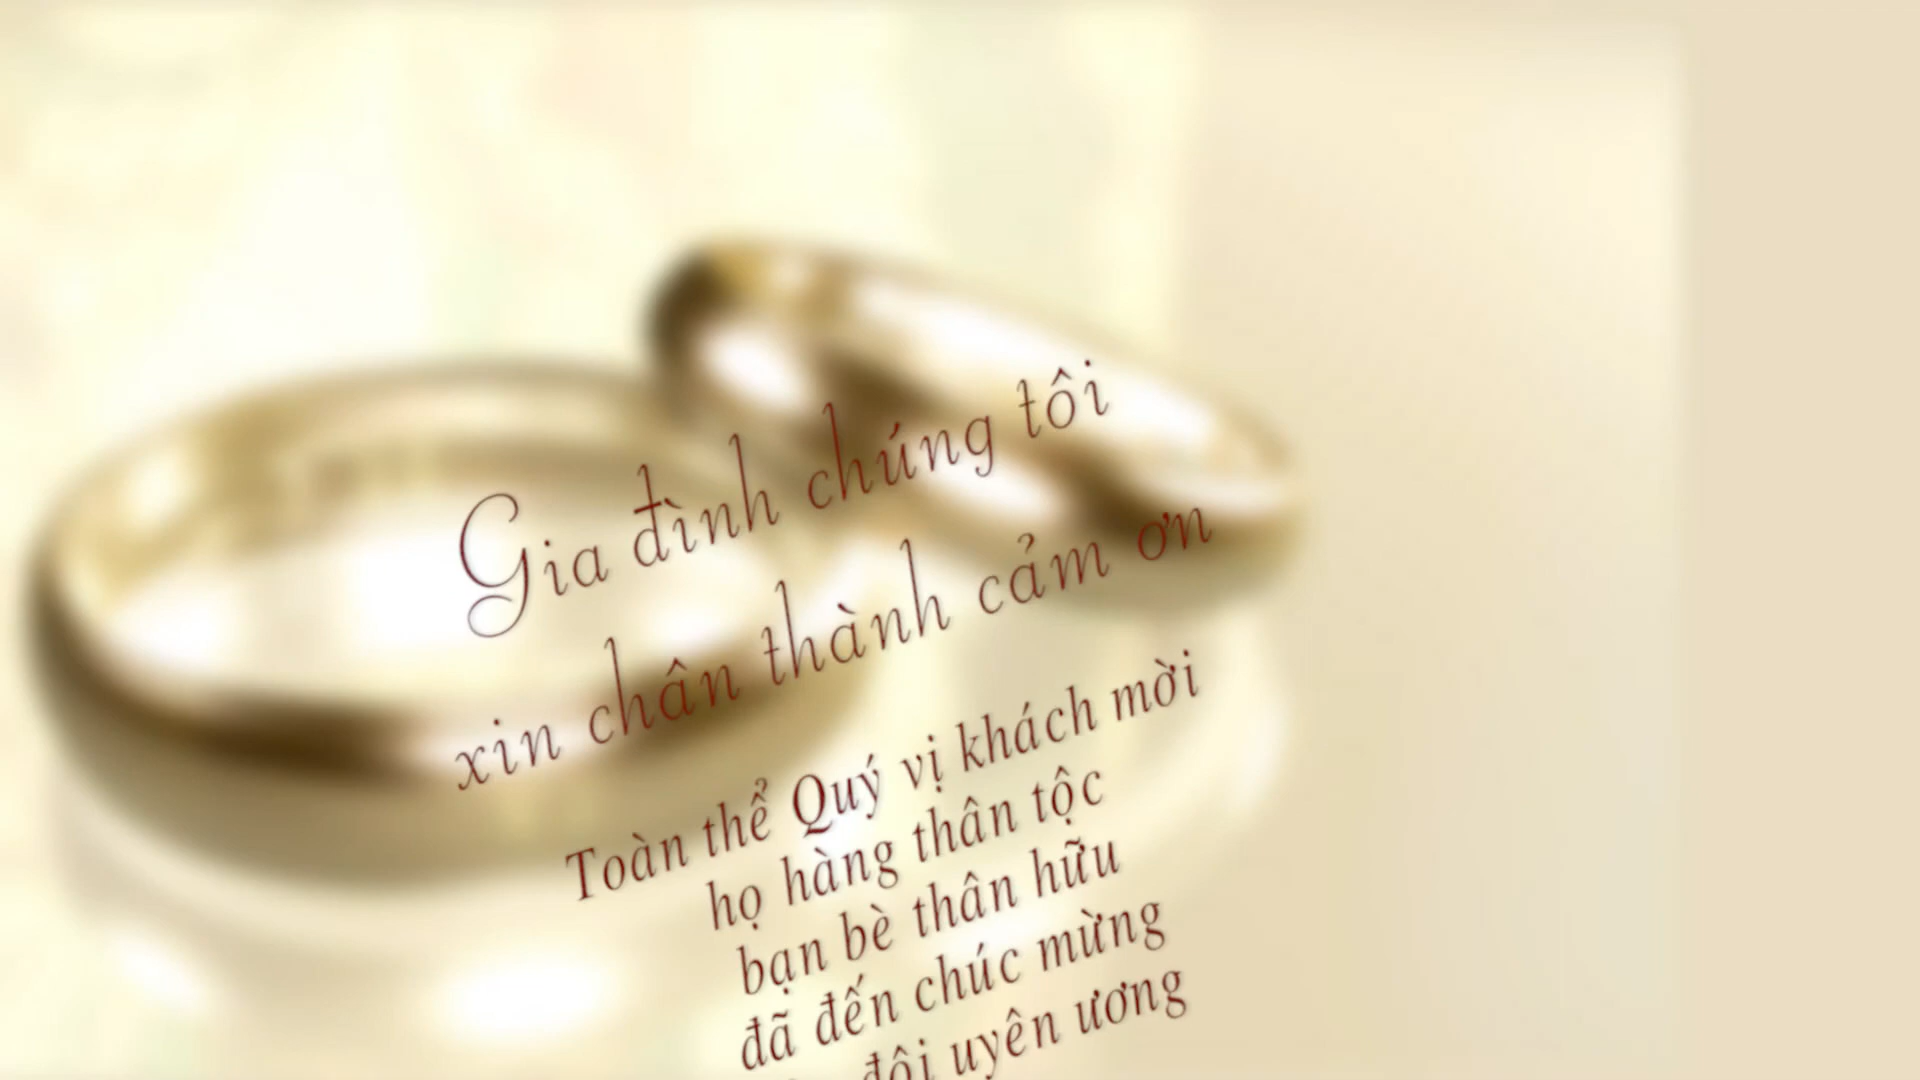 Gia đình chúng tôi
xin chân thành cảm ơn
Toàn thể Quý vị khách mời
họ hàng thân tộc
bạn bè thân hữu
đã đến chúc mừng
đôi uyên ương